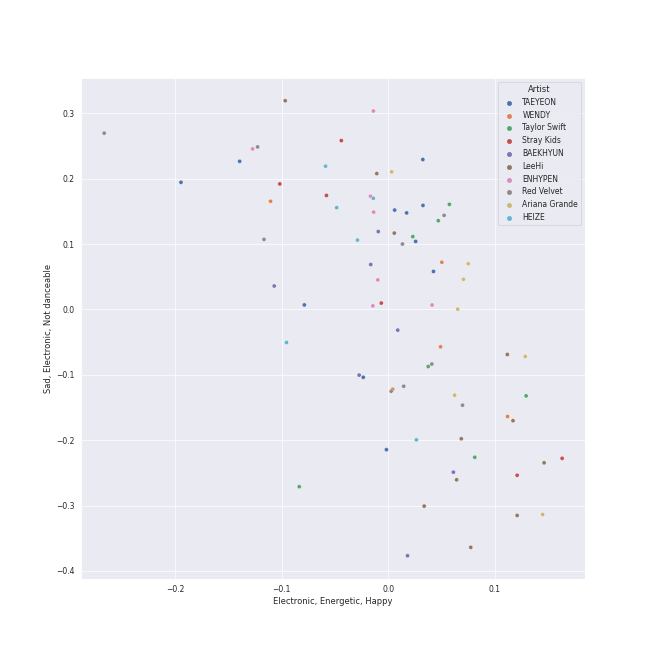 Artist
TAEYEON
WENDY
Taylor Swift
Stray Kids
BAEKHYUN
LeeHi
ENHYPEN
Red Velvet
Ariana Grande
HEIZE
0.3
0.2
0.1
0.0
−0.1
−0.2
−0.3
−0.4
Sad, Electronic, Not danceable
−0.2
−0.1
0.0
0.1
Electronic, Energetic, Happy